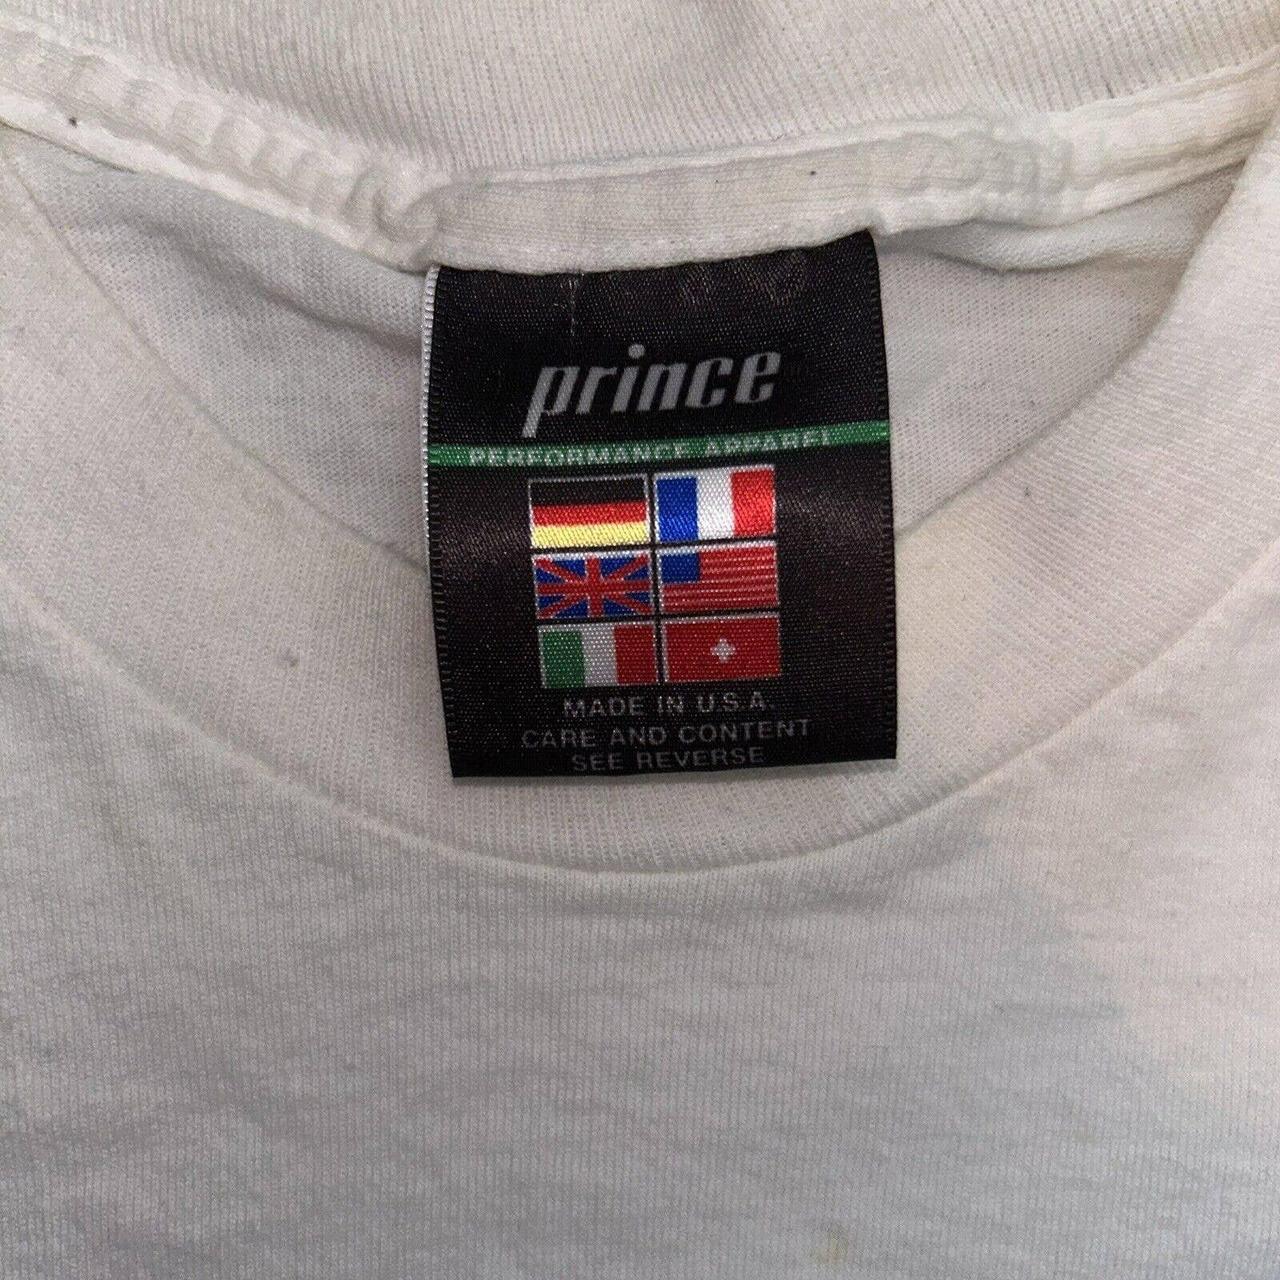 prince
PERFORMANCE APPAREL
MADE IN U.S.A.
CARE AND CONTENT
SEE REVERSE